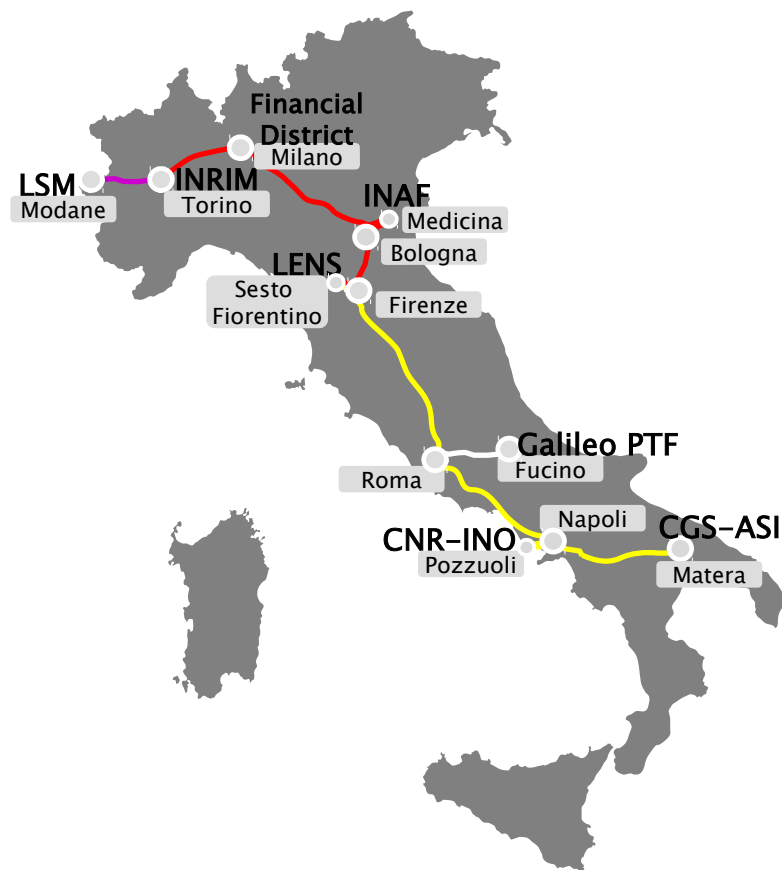 Financial
District
Milano
LSM
Modane
INRIM
Torino
INAF
Medicina
Bologna
LENS
Sesto
Fiorentino
Firenze
Galileo PTF
Fucino
Roma
Napoli
CNR-INO
Pozzuoli
CGS-ASI
Matera